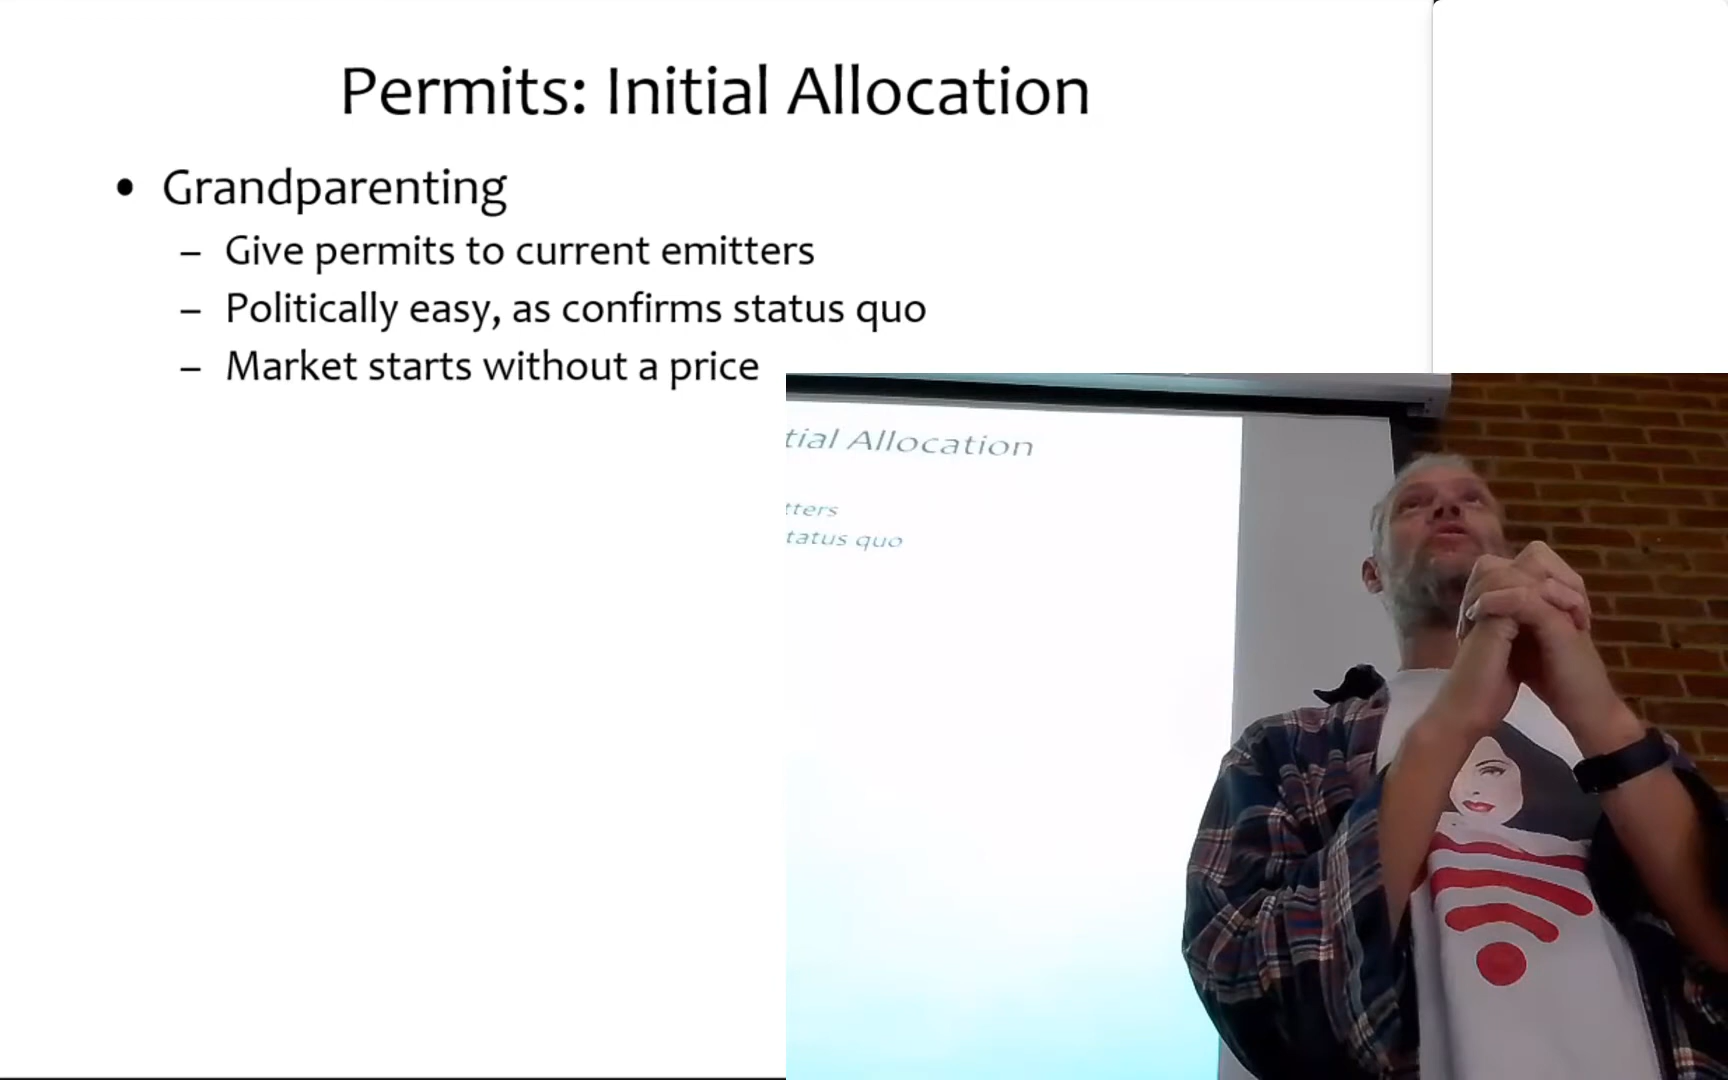 Permits: Initial Allocation
• Grandparenting
– Give permits to current emitters
– Politically easy, as confirms status quo
– Market starts without a price
tial Allocation
tters
tatus quo